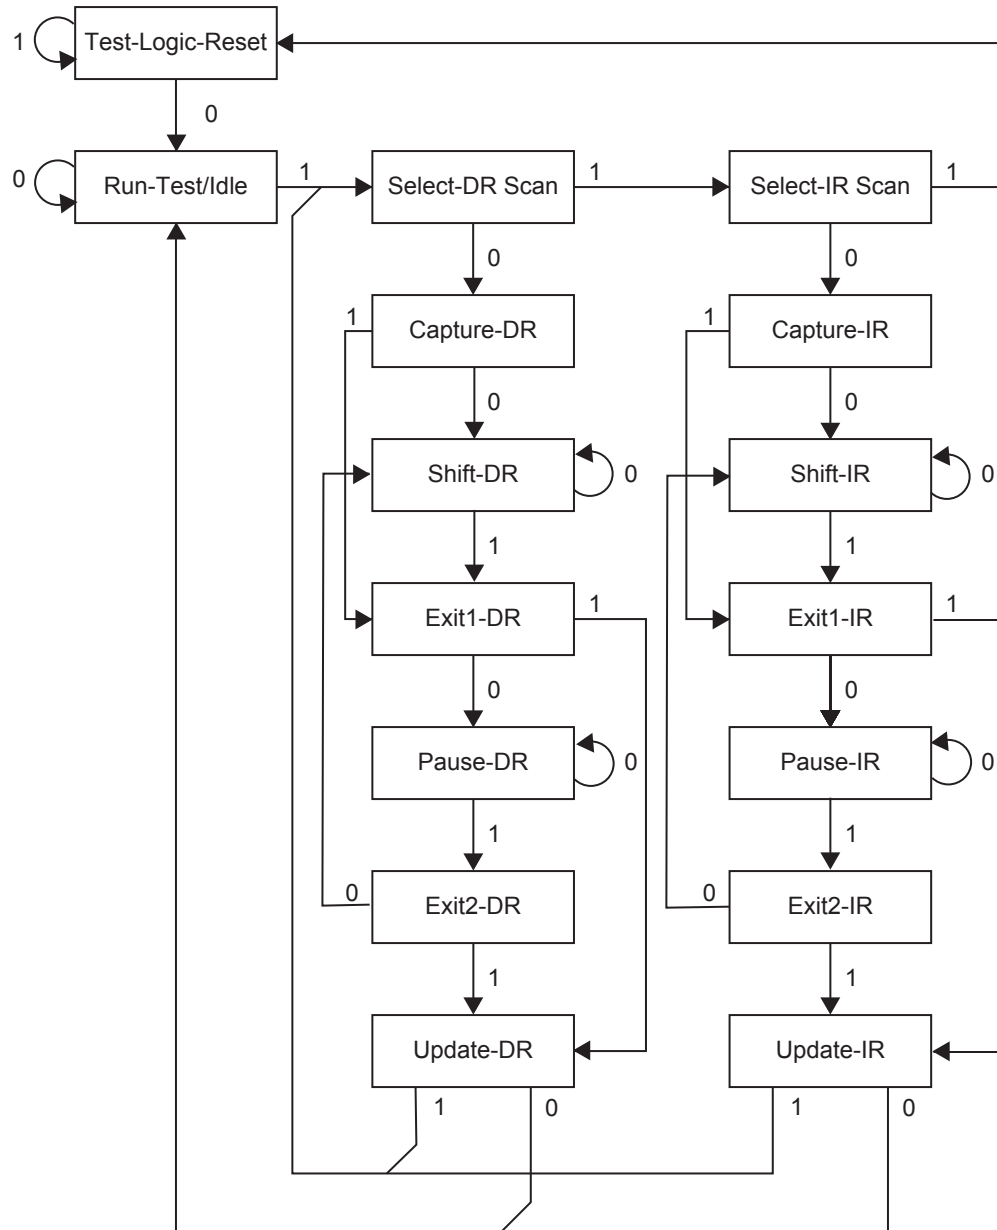 1
Test-Logic-Reset
0
0
Run-Test/Idle
1
Select-DR Scan
1
Select-IR Scan
1
0
0
1
Capture-DR
1
Capture-IR
0
0
Shift-DR
0
Shift-IR
0
1
1
Exit1-DR
1
Exit1-IR
1
0
0
Pause-DR
0
Pause-IR
0
1
1
0
Exit2-DR
0
Exit2-IR
1
1
Update-DR
Update-IR
1
0
1
0